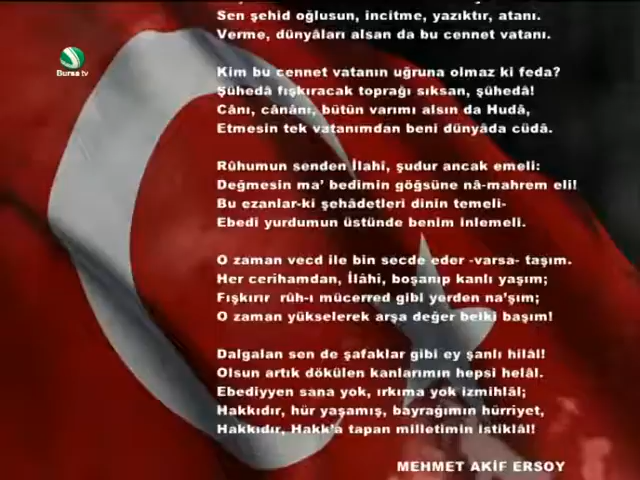 Sen şehid oğlusun, incitme, yazıktır, atanı.
Verme, dünyâları alsan da bu cennet vatanı.
Bursa tv
Kim bu cennet vatanın uğruna olmaz ki feda?
Şühedâ fışkıracak toprağı sıksan, şühedâ!
Cânı, cânânı, bütün varımı alsın da Hudâ,
Etmesin tek vatanımdan beni dünyâda cüdâ.
Rûhumun senden İlahî, şudur ancak emeli:
Değmesin ma' bedimin göğsüne nâ-mahrem eli!
Bu ezanlar-ki şehâdetleri dinin temeli-
Ebedî yurdumun üstünde benim inlemeli.
O zaman vecd ile bin secde eder -varsa- taşım.
Her cerihamdan, İlâhi, boşanıp kanlı yaşım;
Fışkırır rûh-ı mücerred gibi yerden na'şım;
O zaman yükselerek arşa değer belki başım!
Dalgalan sen de şafaklar gibi ey şanlı hilâl!
Olsun artık dökülen kanlarımın hepsi helâl.
Ebediyyen sana yok, ırkıma yok izmihlâl;
Hakkıdır, hür yaşamış, bayrağımın hürriyet,
Hakkıdır, Hakk'a tapan milletimin istiklâl!
MEHMET AKİF ERSOY